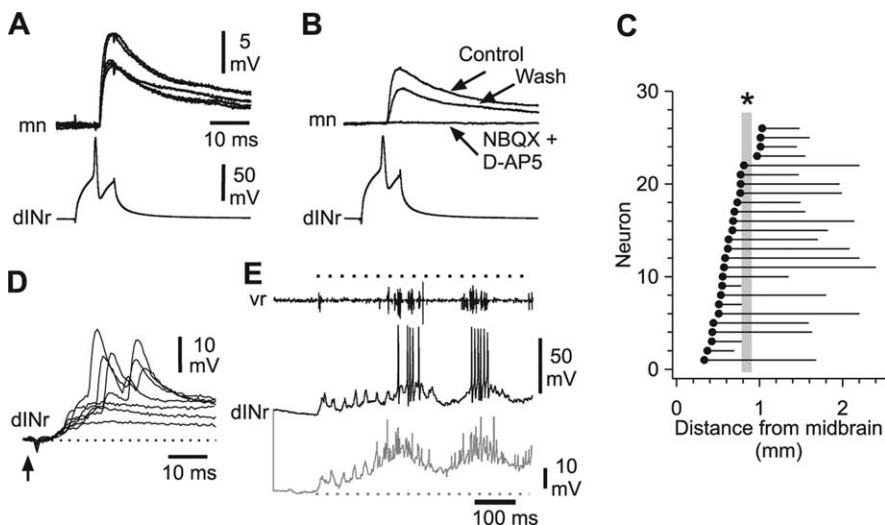 A
5
mV
mn
10 ms
50
mV
dINr
B
Control
Wash
mn
NBQX +
D-AP5
dINr
C
*
30
20
10
0
Neuron
0 1 2
Distance from midbrain
(mm)
D
10
mV
dINr
10 ms
E
vr
50
mV
dINr
10
mV
100 ms